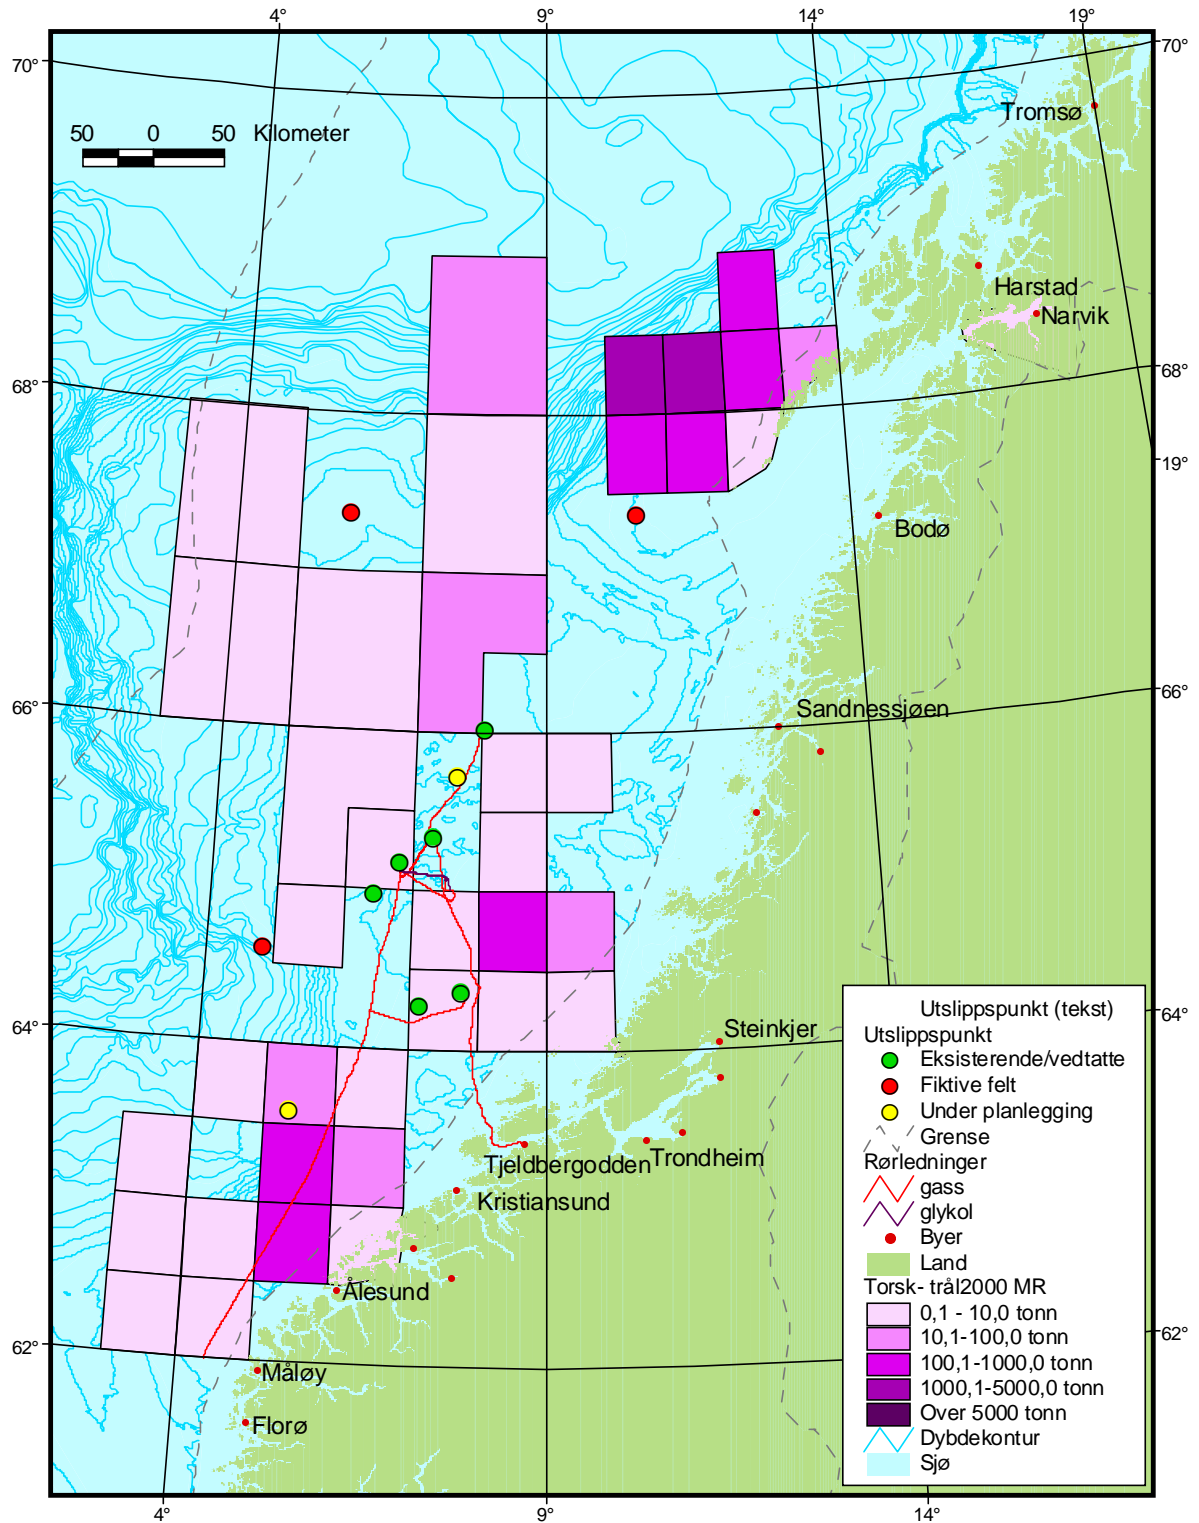 4°
9°
14°
19°
70°
70°
50 0 50 Kilometer
Tromsø
Harstad
Narvik
68°
68°
19°
Bodø
66°
66°
Sandnessjøen
64°
64°
Steinkjer
Tjeldbergodden
Trondheim
Kristiansund
Ålesund
62°
62°
Måløy
Florø
Utslippspunkt (tekst)
Utslippspunkt
Eksisterende/vedtatte
Fiktive felt
Under planlegging
Grense
Rørledninger
gass
glykol
Byer
Land
Torsk- trål2000 MR
0,1 - 10,0 tonn
10,1-100,0 tonn
100,1-1000,0 tonn
1000,1-5000,0 tonn
Over 5000 tonn
Dybdekontur
Sjø
4°
9°
14°